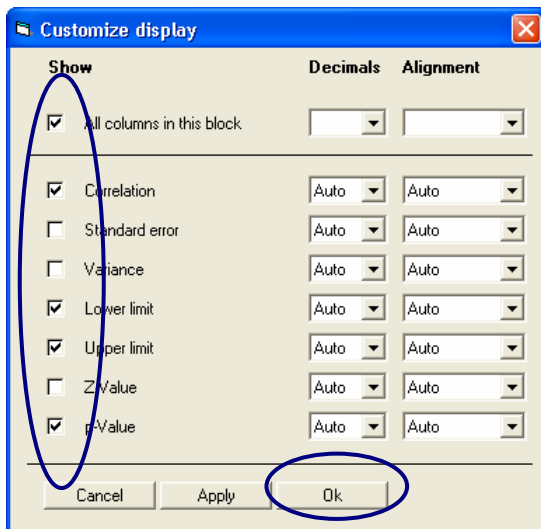 Customize display
Show Decimals Alignment
All columns in this block
Correlation Auto Auto
Standard error Auto Auto
Variance Auto Auto
Lower limit Auto Auto
Upper limit Auto Auto
Z-Value Auto Auto
p-Value Auto Auto
Cancel Apply Ok